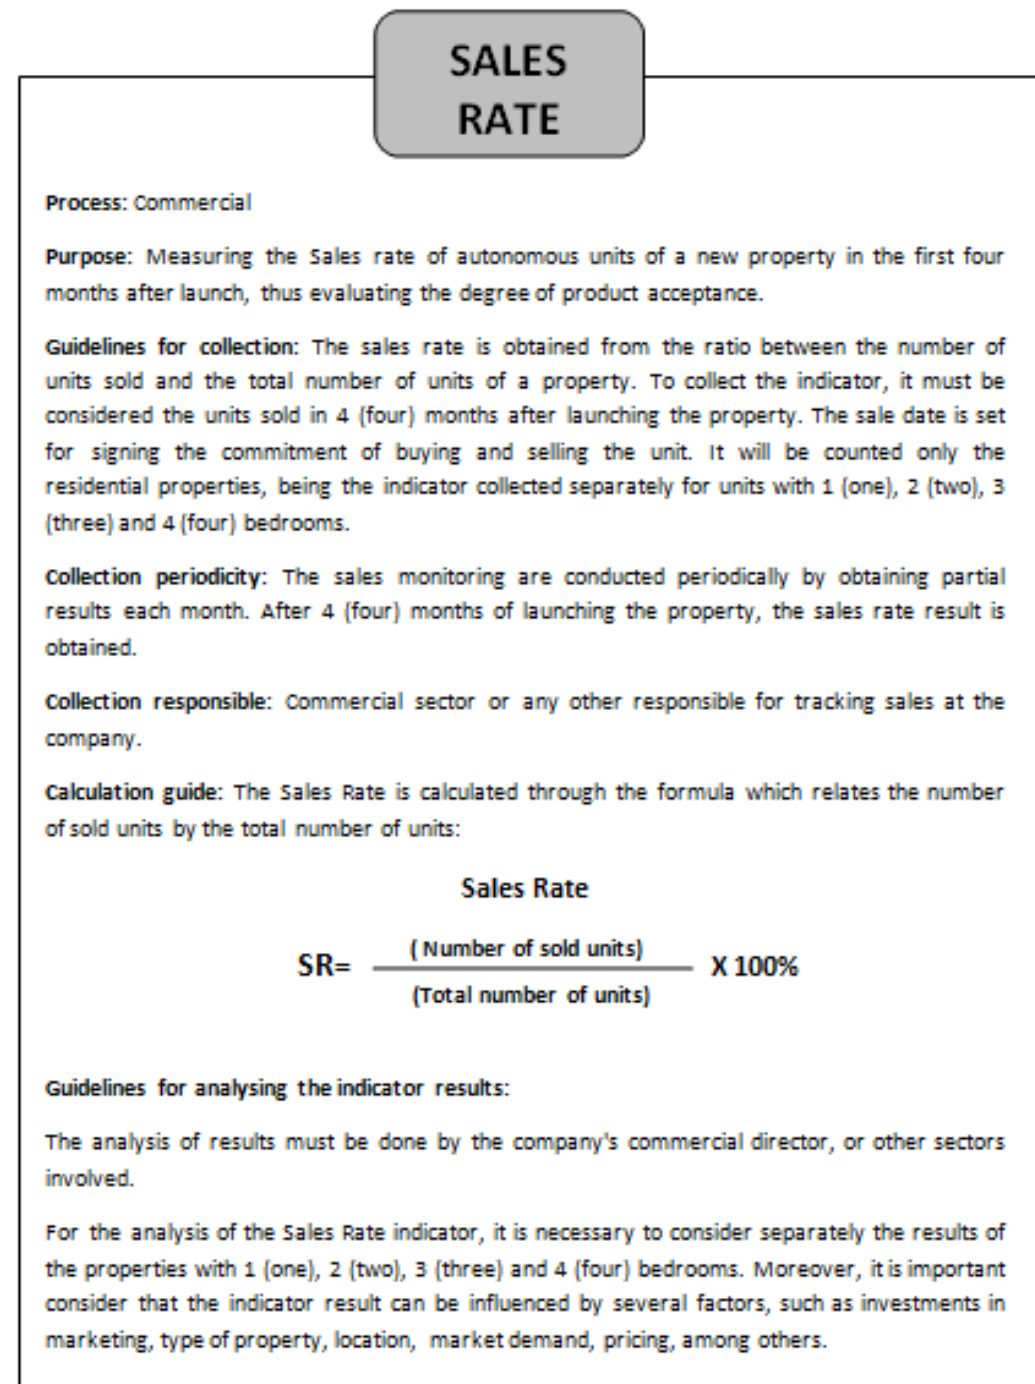 SALES
RATE
Process: Commercial
Purpose: Measuring the Sales rate of autonomous units of a new property in the first four
months after launch, thus evaluating the degree of product acceptance.
Guidelines for collection: The sales rate is obtained from the ratio between the number of
units sold and the total number of units of a property. To collect the indicator, it must be
considered the units sold in 4 (four) months after launching the property. The sale date is set
for signing the commitment of buying and selling the unit. It will be counted only the
residential properties, being the indicator collected separately for units with 1 (one), 2 (two), 3
(three) and 4 (four) bedrooms.
Collection periodicity: The sales monitoring are conducted periodically by obtaining partial
results each month. After 4 (four) months of launching the property, the sales rate result is
obtained.
Collection responsible: Commercial sector or any other responsible for tracking sales at the
company.
Calculation guide: The Sales Rate is calculated through the formula which relates the number
of sold units by the total number of units:
Sales Rate
( Number of sold units)
SR= X 100%
(Total number of units)
Guidelines for analysing the indicator results:
The analysis of results must be done by the company's commercial director, or other sectors
involved.
For the analysis of the Sales Rate indicator, it is necessary to consider separately the results of
the properties with 1 (one), 2 (two), 3 (three) and 4 (four) bedrooms. Moreover, it is important
consider that the indicator result can be influenced by several factors, such as investments in
marketing, type of property, location, market demand, pricing, among others.